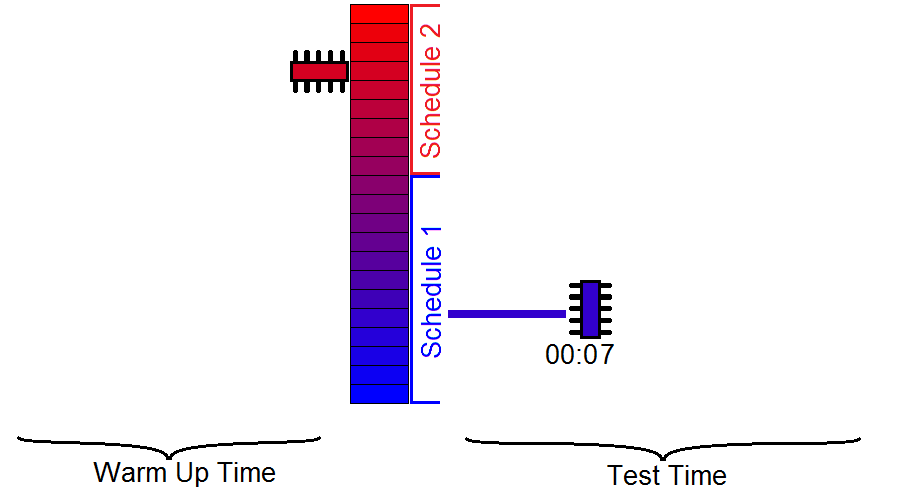 Schedule 2
Schedule 1
00:07
Warm Up Time
Test Time